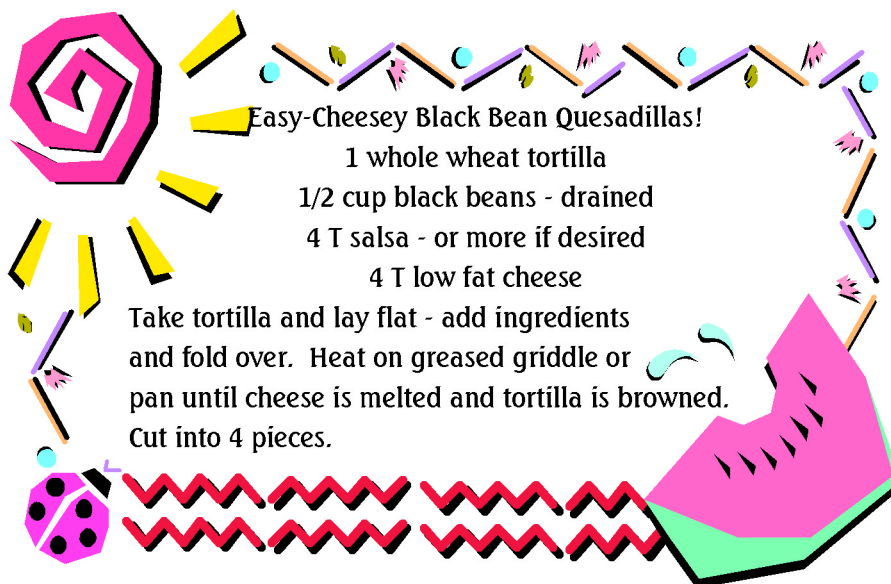 Easy-Cheesey Black Bean Quesadillas!
1 whole wheat tortilla
1/2 cup black beans - drained
4 T salsa - or more if desired
4 T low fat cheese
Take tortilla and lay flat - add ingredients
and fold over. Heat on greased griddle or
pan until cheese is melted and tortilla is browned.
Cut into 4 pieces.